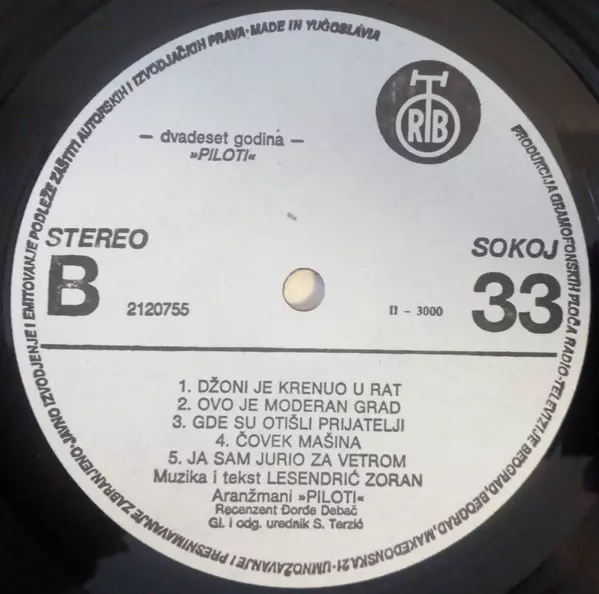 PRODUKCIJA GRAMOFONSKIH PLOČA RADIO-TELEVIZIJE BEOGRAD, BEOGRAD, MAKEDONSKA 21 · UMNOŽAVANJE I PRESNIMAVANJE ZABRANJENO · JAVNO IZVODJENJE I EMITOVANJE PODLEŽE ZAŠTITI AUTORSKIH I IZVODJAČKIH PRAVA · MADE IN YUGOSLAVIA
RTB
— dvadeset godina —
»PILOTI«
STEREO
SOKOJ
B
2120755
II - 3000
33
1. DŽONI JE KRENUO U RAT
2. OVO JE MODERAN GRAD
3. GDE SU OTIŠLI PRIJATELJI
4. ČOVEK MAŠINA
5. JA SAM JURIO ZA VETROM
Muzika i tekst LESENDRIĆ ZORAN
Aranžmani »PILOTI«
Recenzent Đorđe Debač
Gl. i odg. urednik S. Terzić